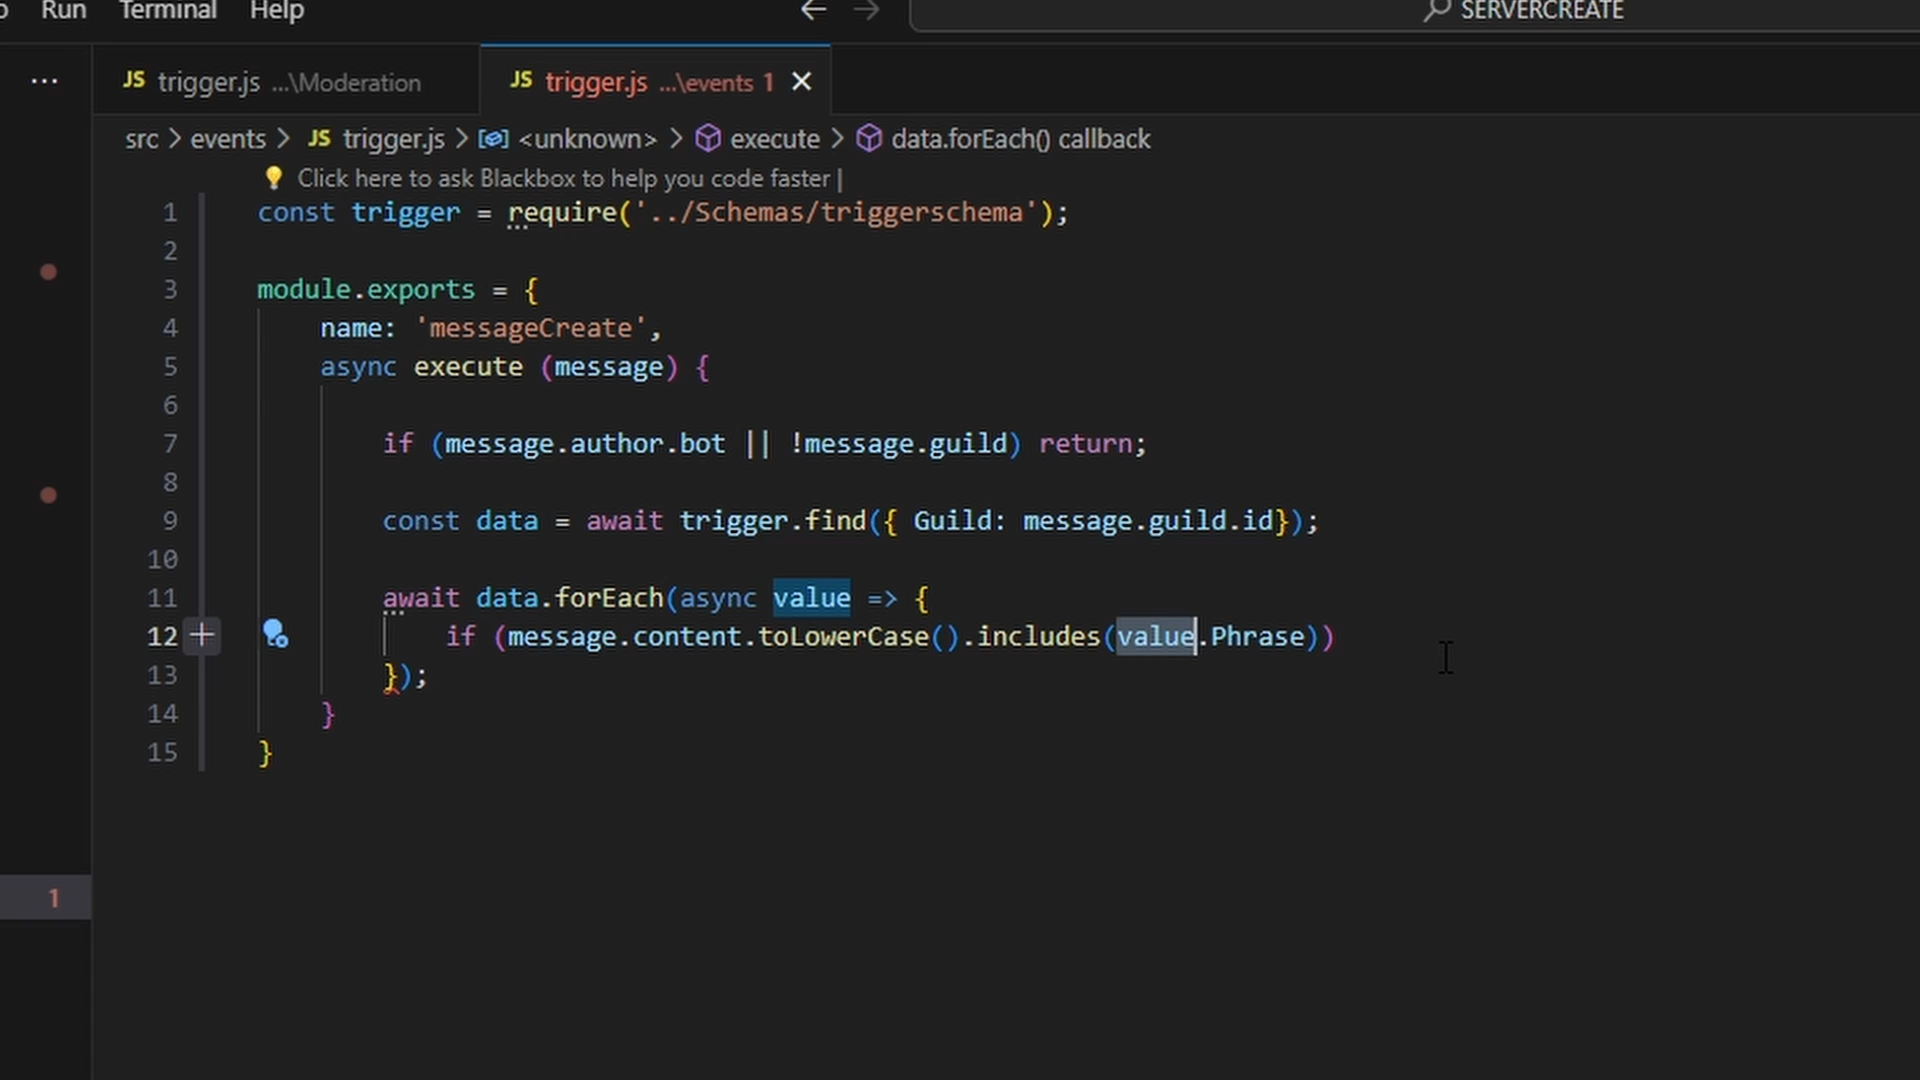 Run Terminal Help ← → SERVERCREATE
... JS trigger.js ...\Moderation JS trigger.js ...\events 1 ×
src > events > JS trigger.js > <unknown> > execute > data.forEach() callback
Click here to ask Blackbox to help you code faster |
1 const trigger = require('../Schemas/triggerschema');
2
3 module.exports = {
4 name: 'messageCreate',
5 async execute (message) {
6
7 if (message.author.bot || !message.guild) return;
8
9 const data = await trigger.find({ Guild: message.guild.id});
10
11 await data.forEach(async value => {
12 if (message.content.toLowerCase().includes(value.Phrase))
13 });
14 }
15 }
1